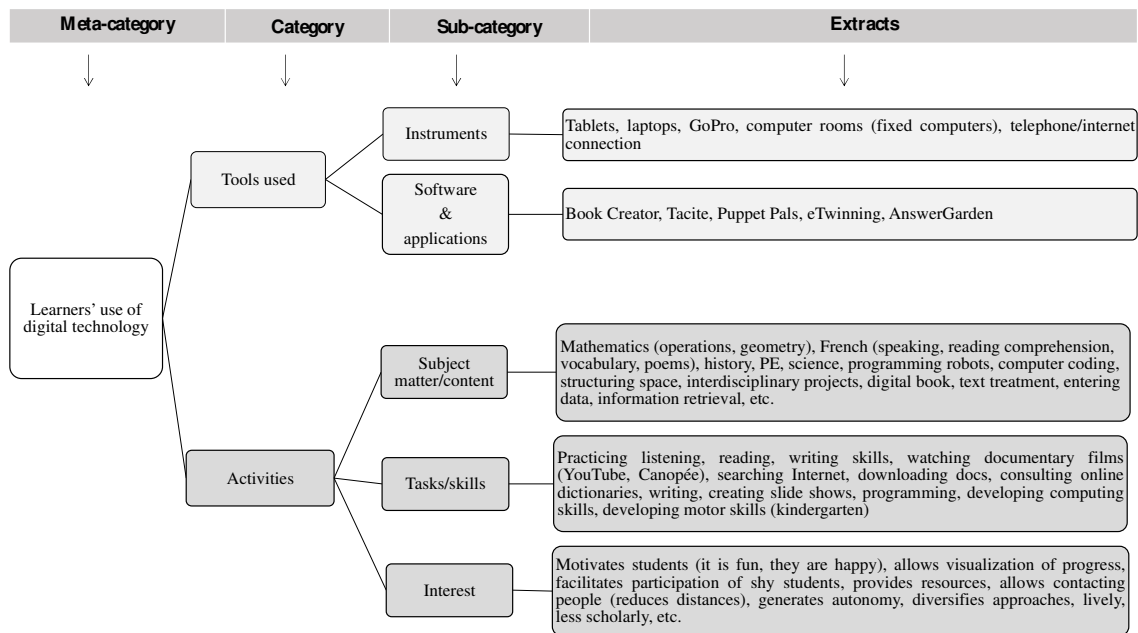 Meta-category Category Sub-category Extracts
Instruments
Tablets, laptops, GoPro, computer rooms (fixed computers), telephone/internet
connection
Tools used
Software
&
applications
Book Creator, Tacite, Puppet Pals, eTwinning, AnswerGarden
Learners’ use of
digital technology
Subject
matter/content
Mathematics (operations, geometry), French (speaking, reading comprehension,
vocabulary, poems), history, PE, science, programming robots, computer coding,
structuring space, interdisciplinary projects, digital book, text treatment, entering
data, information retrieval, etc.
Activities
Tasks/skills
Practicing listening, reading, writing skills, watching documentary films
(YouTube, Canopée), searching Internet, downloading docs, consulting online
dictionaries, writing, creating slide shows, programming, developing computing
skills, developing motor skills (kindergarten)
Interest
Motivates students (it is fun, they are happy), allows visualization of progress,
facilitates participation of shy students, provides resources, allows contacting
people (reduces distances), generates autonomy, diversifies approaches, lively,
less scholarly, etc.